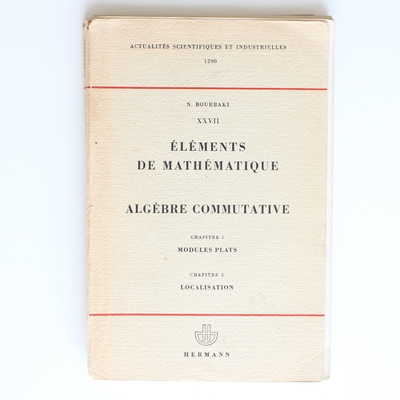 ACTUALITÉS SCIENTIFIQUES ET INDUSTRIELLES
1290
N. BOURBAKI
XXVII
ÉLÉMENTS
DE MATHÉMATIQUE
ALGÈBRE COMMUTATIVE
CHAPITRE 1
MODULES PLATS
CHAPITRE 2
LOCALISATION
HERMANN